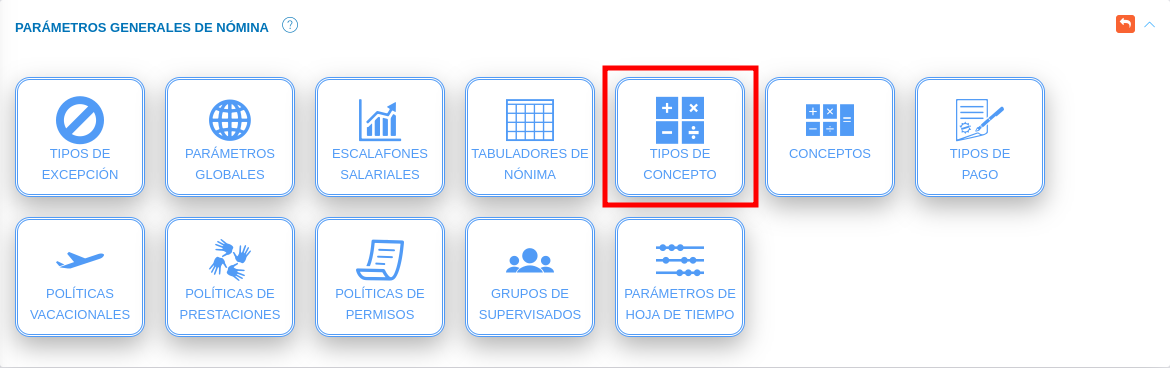 PARÁMETROS GENERALES DE NÓMINA ?
TIPOS DE
EXCEPCIÓN
PARÁMETROS
GLOBALES
ESCALAFONES
SALARIALES
TABULADORES DE
NÓNIMA
TIPOS DE
CONCEPTO
CONCEPTOS
TIPOS DE
PAGO
POLÍTICAS
VACACIONALES
POLÍTICAS DE
PRESTACIONES
POLÍTICAS DE
PERMISOS
GRUPOS DE
SUPERVISADOS
PARÁMETROS DE
HOJA DE TIEMPO